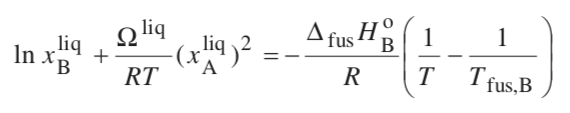 ln x_B^liq + Ω^liq/RT (x_A^liq)^2 = − Δ_fus H_B^o/R (1/T − 1/T_fus,B)